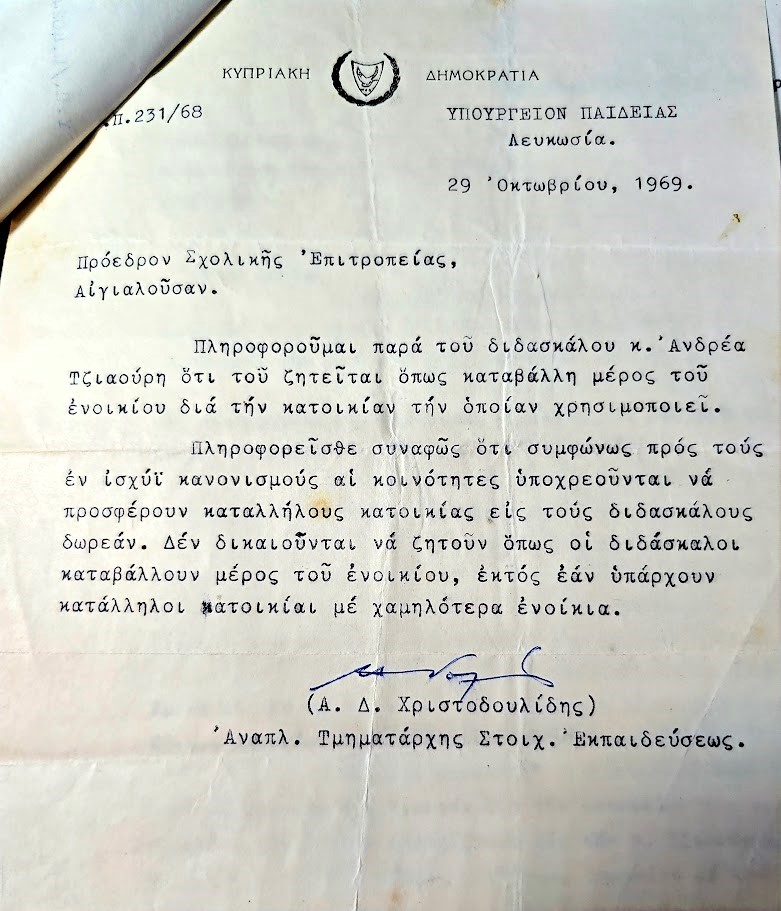 ΚΥΠΡΙΑΚΗ ΔΗΜΟΚΡΑΤΙΑ
.Π.231/68
ΥΠΟΥΡΓΕΙΟΝ ΠΑΙΔΕΙΑΣ
Λευκωσία.
29 Ὀκτωβρίου, 1969.
Πρόεδρον Σχολικῆς Ἐπιτροπείας,
Αἰγιαλοῦσαν.
Πληροφοροῦμαι παρά τοῦ διδασκάλου κ. Ἀνδρέα
Τζιαούρη ὅτι τοῦ ζητεῖται ὅπως καταβάλλη μέρος τοῦ
ἐνοικίου διά τήν κατοικίαν τήν ὁποίαν χρησιμοποιεῖ.
Πληροφορεῖσθε συναφῶς ὅτι συμφώνως πρός τούς
ἐν ἰσχύϊ κανονισμούς αἱ κοινότητες ὑποχρεοῦνται νά
προσφέρουν καταλλήλους κατοικίας εἰς τούς διδασκάλους
δωρεάν. Δέν δικαιοῦνται νά ζητοῦν ὅπως οἱ διδάσκαλοι
καταβάλλουν μέρος τοῦ ἐνοικίου, ἐκτός ἐάν ὑπάρχουν
κατάλληλοι κατοικίαι μέ χαμηλότερα ἐνοίκια.
(Α. Δ. Χριστοδουλίδης)
Ἀναπλ. Τμηματάρχης Στοιχ. Ἐκπαιδεύσεως.